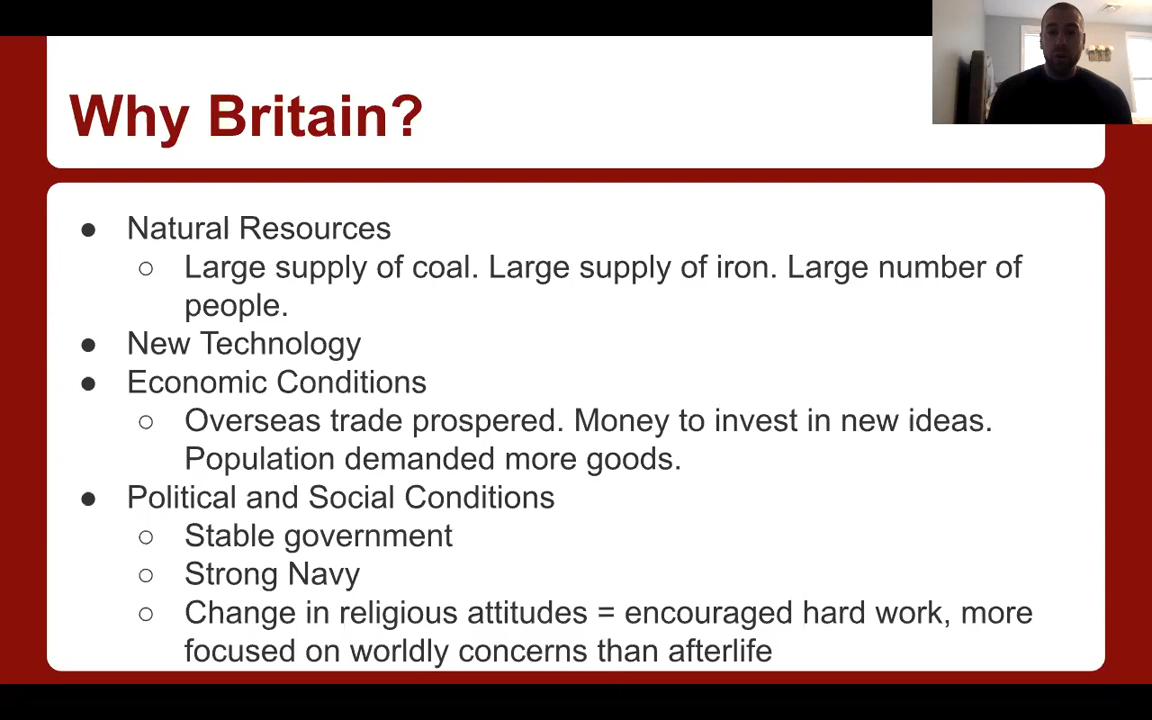 Why Britain?
● Natural Resources
○ Large supply of coal. Large supply of iron. Large number of
people.
● New Technology
● Economic Conditions
○ Overseas trade prospered. Money to invest in new ideas.
Population demanded more goods.
● Political and Social Conditions
○ Stable government
○ Strong Navy
○ Change in religious attitudes = encouraged hard work, more
focused on worldly concerns than afterlife